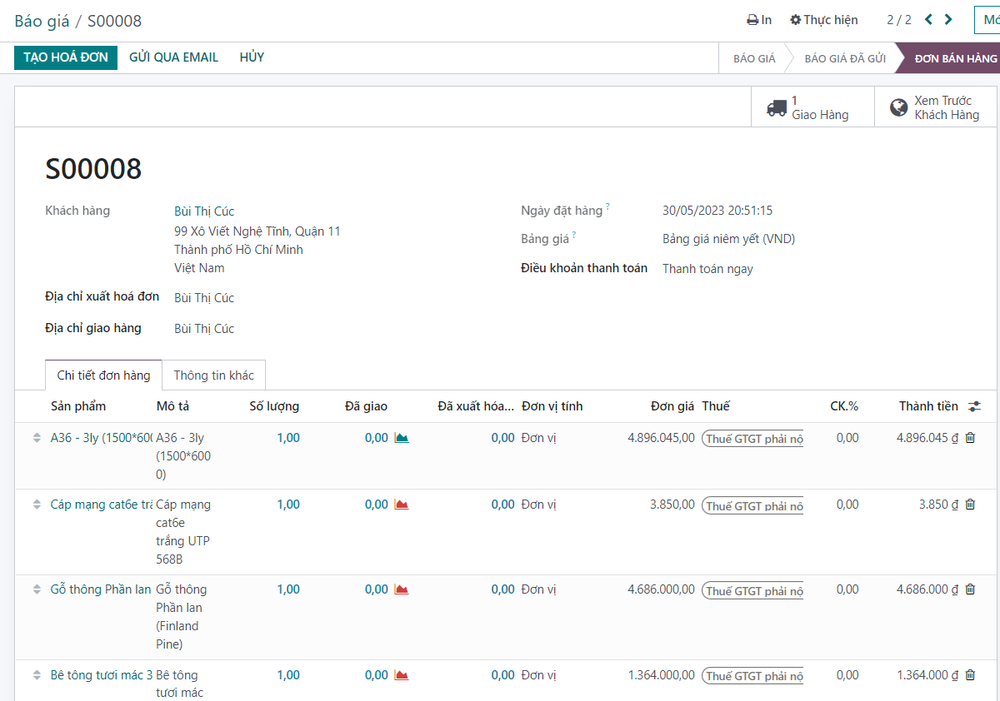 Báo giá / S00008
In
Thực hiện
2 / 2
TẠO HOÁ ĐƠN
GỬI QUA EMAIL
HỦY
BÁO GIÁ
BÁO GIÁ ĐÃ GỬI
ĐƠN BÁN HÀNG
1
Giao Hàng
Xem Trước
Khách Hàng
S00008
Khách hàng
Bùi Thị Cúc
99 Xô Viết Nghệ Tĩnh, Quận 11
Thành phố Hồ Chí Minh
Việt Nam
Địa chỉ xuất hoá đơn
Bùi Thị Cúc
Địa chỉ giao hàng
Bùi Thị Cúc
Ngày đặt hàng ?
30/05/2023 20:51:15
Bảng giá ?
Bảng giá niêm yết (VND)
Điều khoản thanh toán
Thanh toán ngay
Chi tiết đơn hàng
Thông tin khác
Sản phẩm Mô tả Số lượng Đã giao Đã xuất hóa... Đơn vị tính Đơn giá Thuế CK.% Thành tiền
A36 - 3ly (1500*600 A36 - 3ly 1,00 0,00 0,00 Đơn vị 4.896.045,00 Thuế GTGT phải nộ 0,00 4.896.045 ₫
(1500*600
0)
Cáp mạng cat6e trắ Cáp mạng 1,00 0,00 0,00 Đơn vị 3.850,00 Thuế GTGT phải nộ 0,00 3.850 ₫
cat6e
trắng UTP
568B
Gỗ thông Phần lan Gỗ thông 1,00 0,00 0,00 Đơn vị 4.686.000,00 Thuế GTGT phải nộ 0,00 4.686.000 ₫
Phần lan
(Finland
Pine)
Bê tông tươi mác 3 Bê tông 1,00 0,00 0,00 Đơn vị 1.364.000,00 Thuế GTGT phải nộ 0,00 1.364.000 ₫
tươi mác